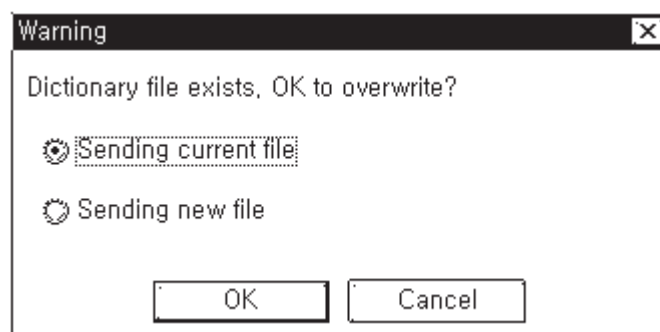 Warning
Dictionary file exists, OK to overwrite?
Sending current file
Sending new file
OK Cancel